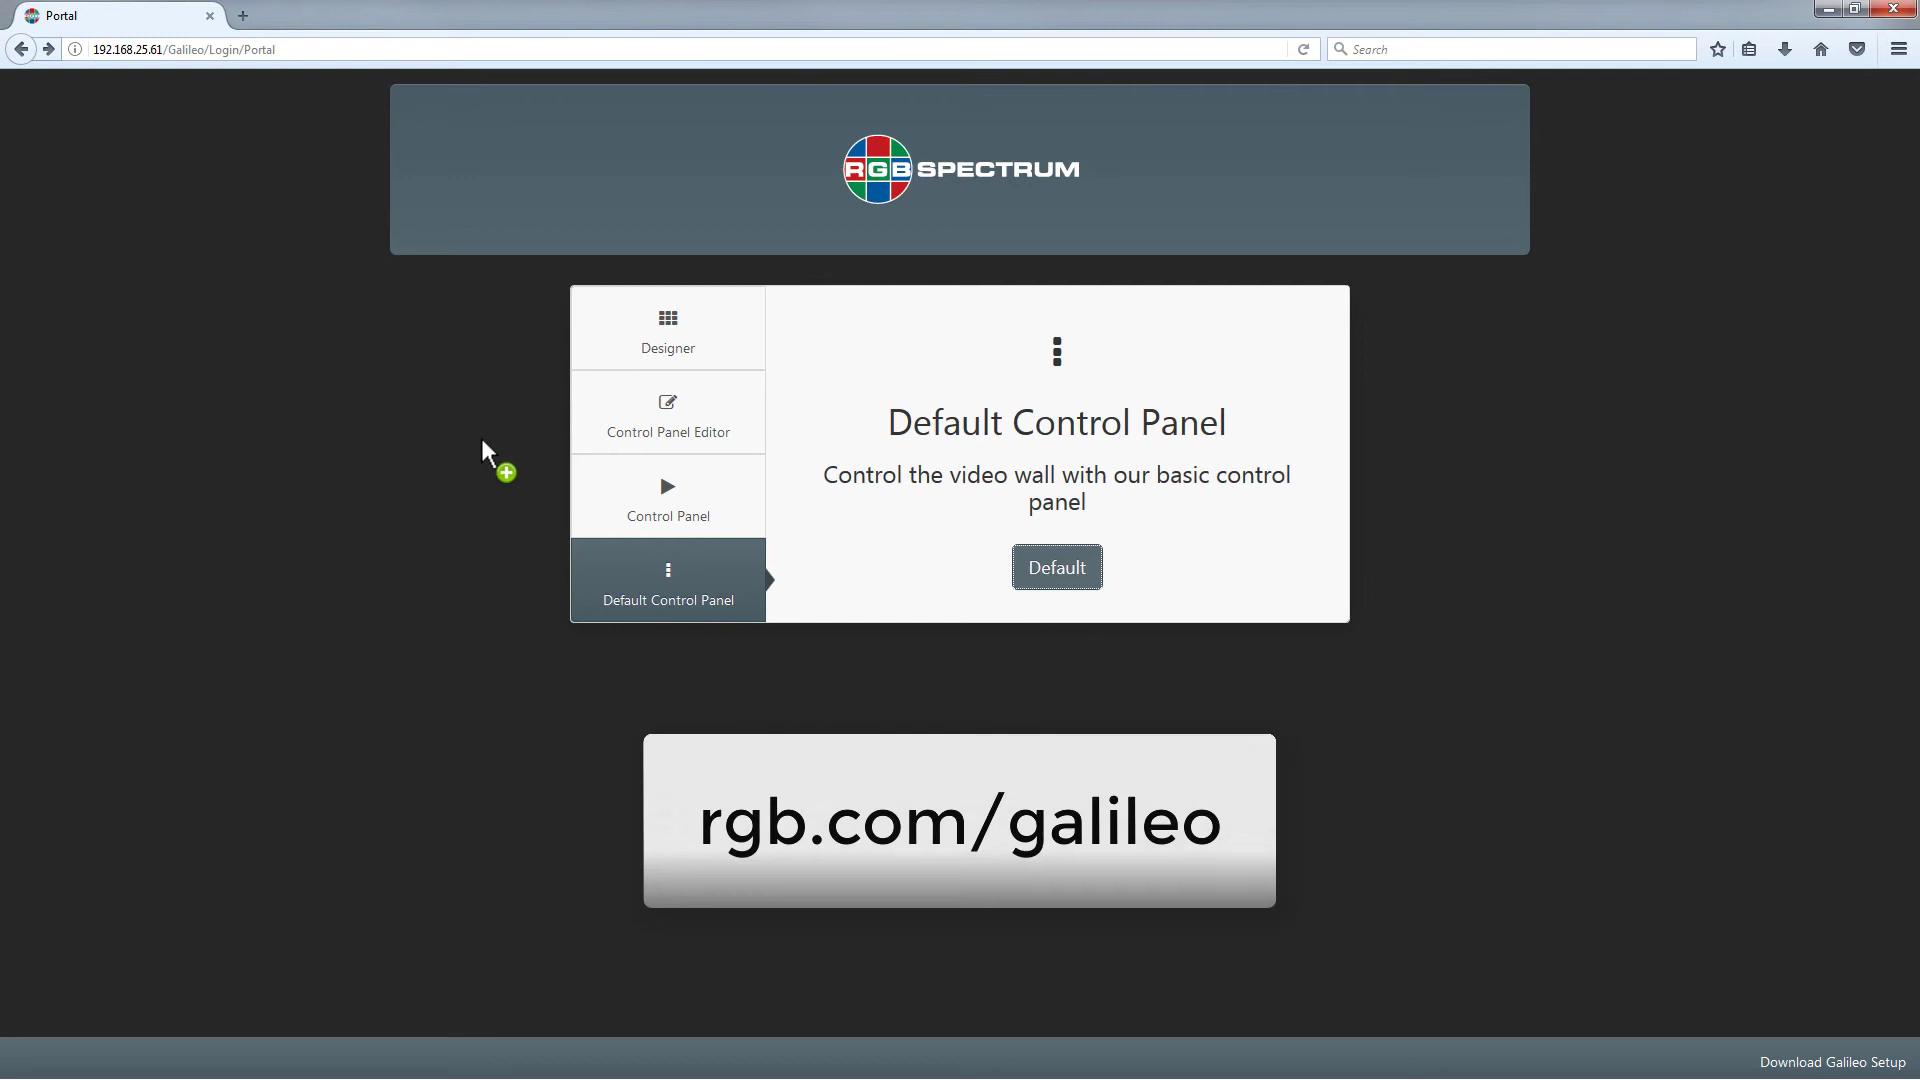 Portal
192.168.25.61/Galileo/Login/Portal
Search
RGB SPECTRUM
Designer
Control Panel Editor
Control Panel
Default Control Panel
Default Control Panel
Control the video wall with our basic control
panel
Default
rgb.com/galileo
Download Galileo Setup